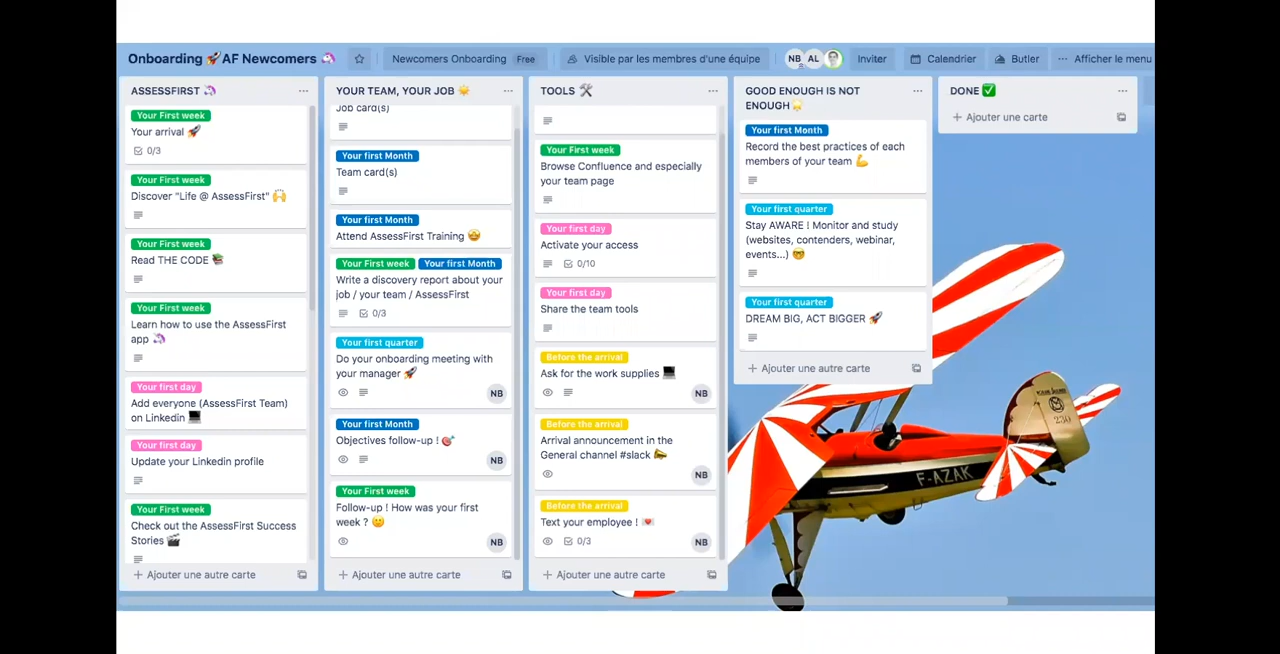 Onboarding 🚀AF Newcomers 🦄
Newcomers Onboarding Free
Visible par les membres d'une équipe
NB AL
Inviter
Calendrier
Butler
··· Afficher le menu
ASSESSFIRST 🦄
Your First week
Your arrival 🚀
0/3
Your First week
Discover "Life @ AssessFirst" 🙌
Your First week
Read THE CODE 📚
Your First week
Learn how to use the AssessFirst
app 🦄
Your first day
Add everyone (AssessFirst Team)
on Linkedin 💻
Your first day
Update your Linkedin profile
Your First week
Check out the AssessFirst Success
Stories 🎬
+ Ajouter une autre carte
YOUR TEAM, YOUR JOB ☀️
Job card(s)
Your first Month
Team card(s)
Your first Month
Attend AssessFirst Training 🤩
Your First week Your first Month
Write a discovery report about your
job / your team / AssessFirst
0/3
Your first quarter
Do your onboarding meeting with
your manager 🚀
NB
Your first Month
Objectives follow-up ! 🎯
NB
Your First week
Follow-up ! How was your first
week ? 🙂
NB
+ Ajouter une autre carte
TOOLS 🛠️
Your First week
Browse Confluence and especially
your team page
Your first day
Activate your access
0/10
Your first day
Share the team tools
Before the arrival
Ask for the work supplies 💻
NB
Before the arrival
Arrival announcement in the
General channel #slack 📣
NB
Before the arrival
Text your employee ! 💌
0/3
NB
+ Ajouter une autre carte
GOOD ENOUGH IS NOT
ENOUGH🌟
Your first Month
Record the best practices of each
members of your team 💪
Your first quarter
Stay AWARE ! Monitor and study
(websites, contenders, webinar,
events...) 🤓
Your first quarter
DREAM BIG, ACT BIGGER 🚀
+ Ajouter une autre carte
DONE ✅
+ Ajouter une carte
230
F-AZAK